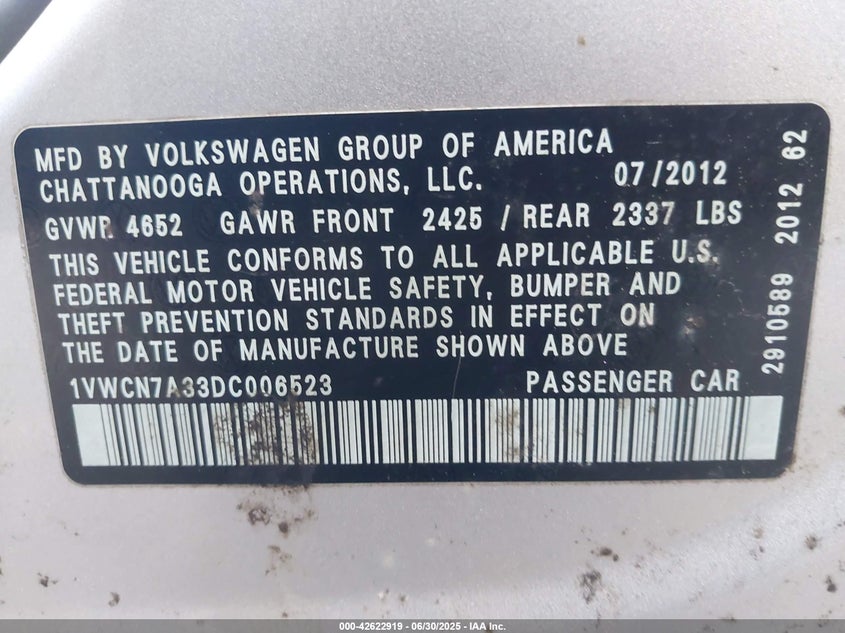 MFD BY VOLKSWAGEN GROUP OF AMERICA
CHATTANOOGA OPERATIONS, LLC. 07/2012
GVWR 4652 GAWR FRONT 2425 / REAR 2337 LBS
THIS VEHICLE CONFORMS TO ALL APPLICABLE U.S.
FEDERAL MOTOR VEHICLE SAFETY, BUMPER AND
THEFT PREVENTION STANDARDS IN EFFECT ON
THE DATE OF MANUFACTURE SHOWN ABOVE
1VWCN7A33DC006523 PASSENGER CAR
2910589 2012 62
000-42622919 / 06/30/2025 - IAA Inc.